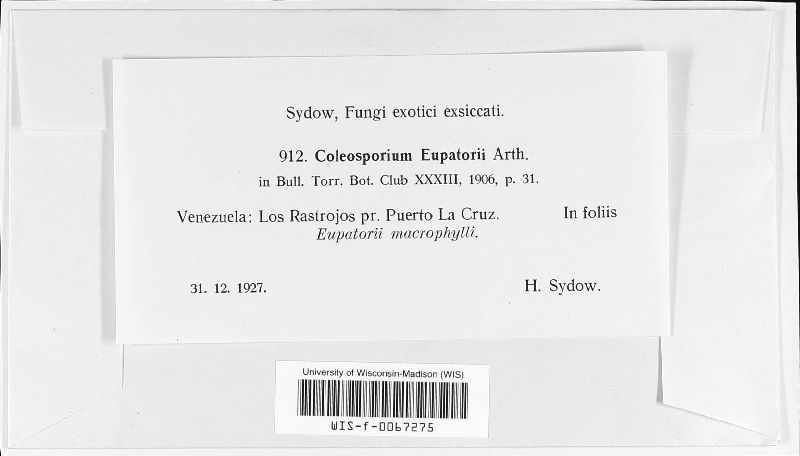 Sydow, Fungi exotici exsiccati.
912. Coleosporium Eupatorii Arth.
in Bull. Torr. Bot. Club XXXIII, 1906, p. 31.
Venezuela: Los Rastrojos pr. Puerto La Cruz. In foliis
Eupatorii macrophylli.
31. 12. 1927. H. Sydow.
University of Wisconsin-Madison (WIS)
WIS-f-0067275